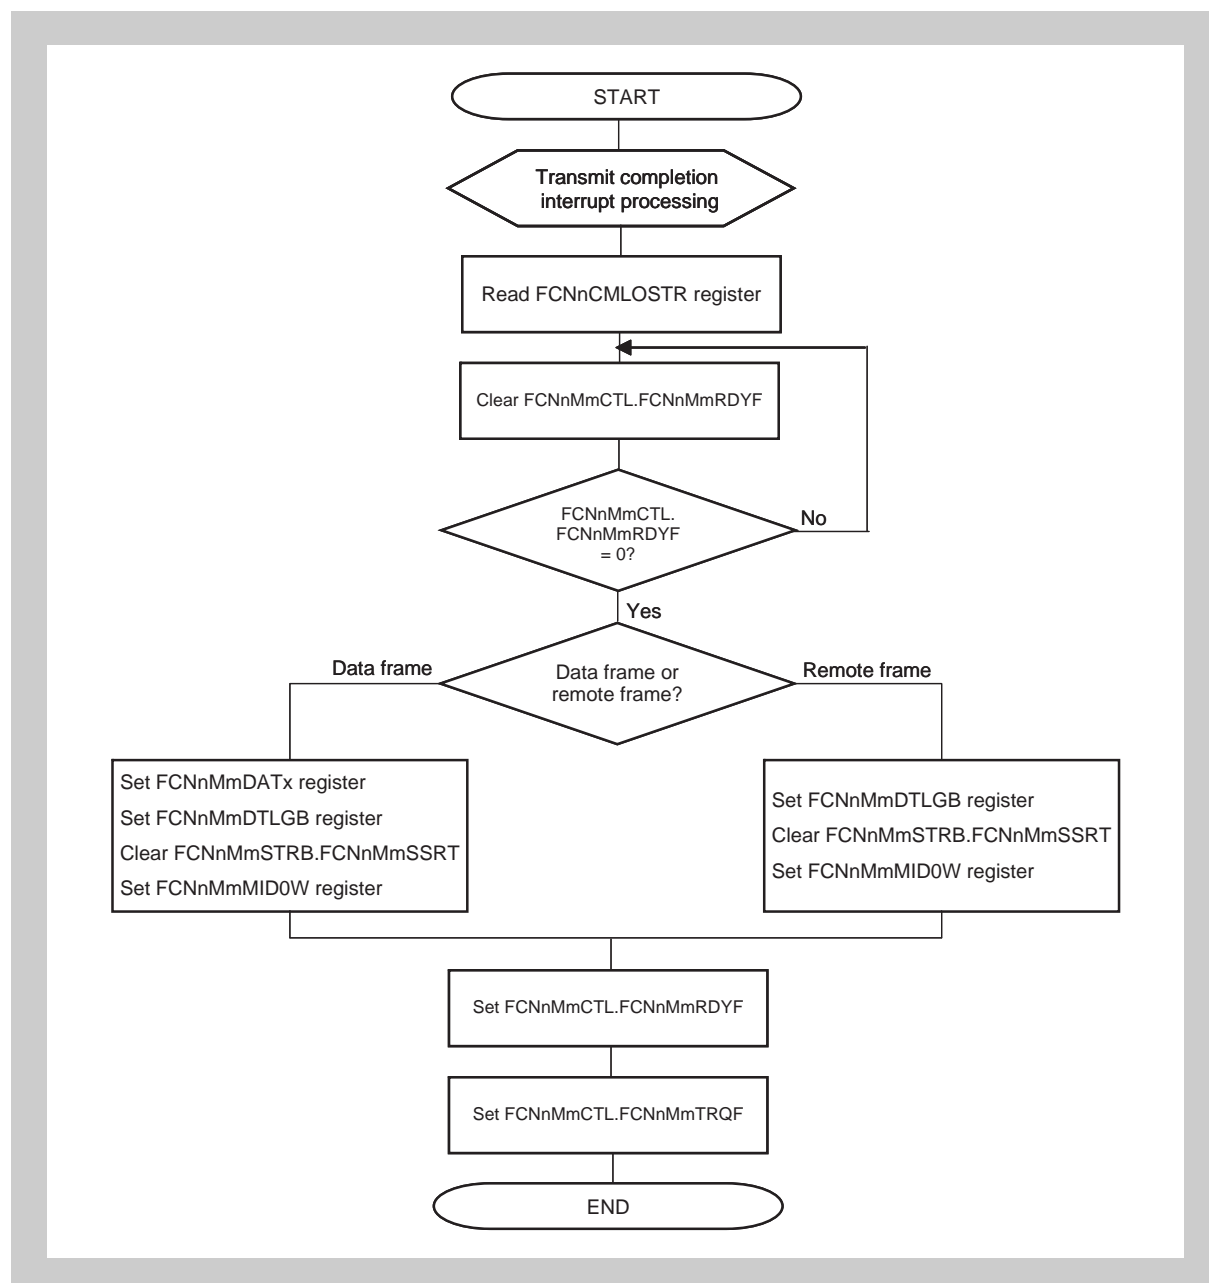 START
Transmit completion
interrupt processing
Read FCNnCMLOSTR register
Clear FCNnMmCTL.FCNnMmRDYF
FCNnMmCTL.
FCNnMmRDYF
= 0?
No
Yes
Data frame
Data frame or
remote frame?
Remote frame
Set FCNnMmDATx register
Set FCNnMmDTLGB register
Clear FCNnMmSTRB.FCNnMmSSRT
Set FCNnMmMID0W register
Set FCNnMmDTLGB register
Clear FCNnMmSTRB.FCNnMmSSRT
Set FCNnMmMID0W register
Set FCNnMmCTL.FCNnMmRDYF
Set FCNnMmCTL.FCNnMmTRQF
END